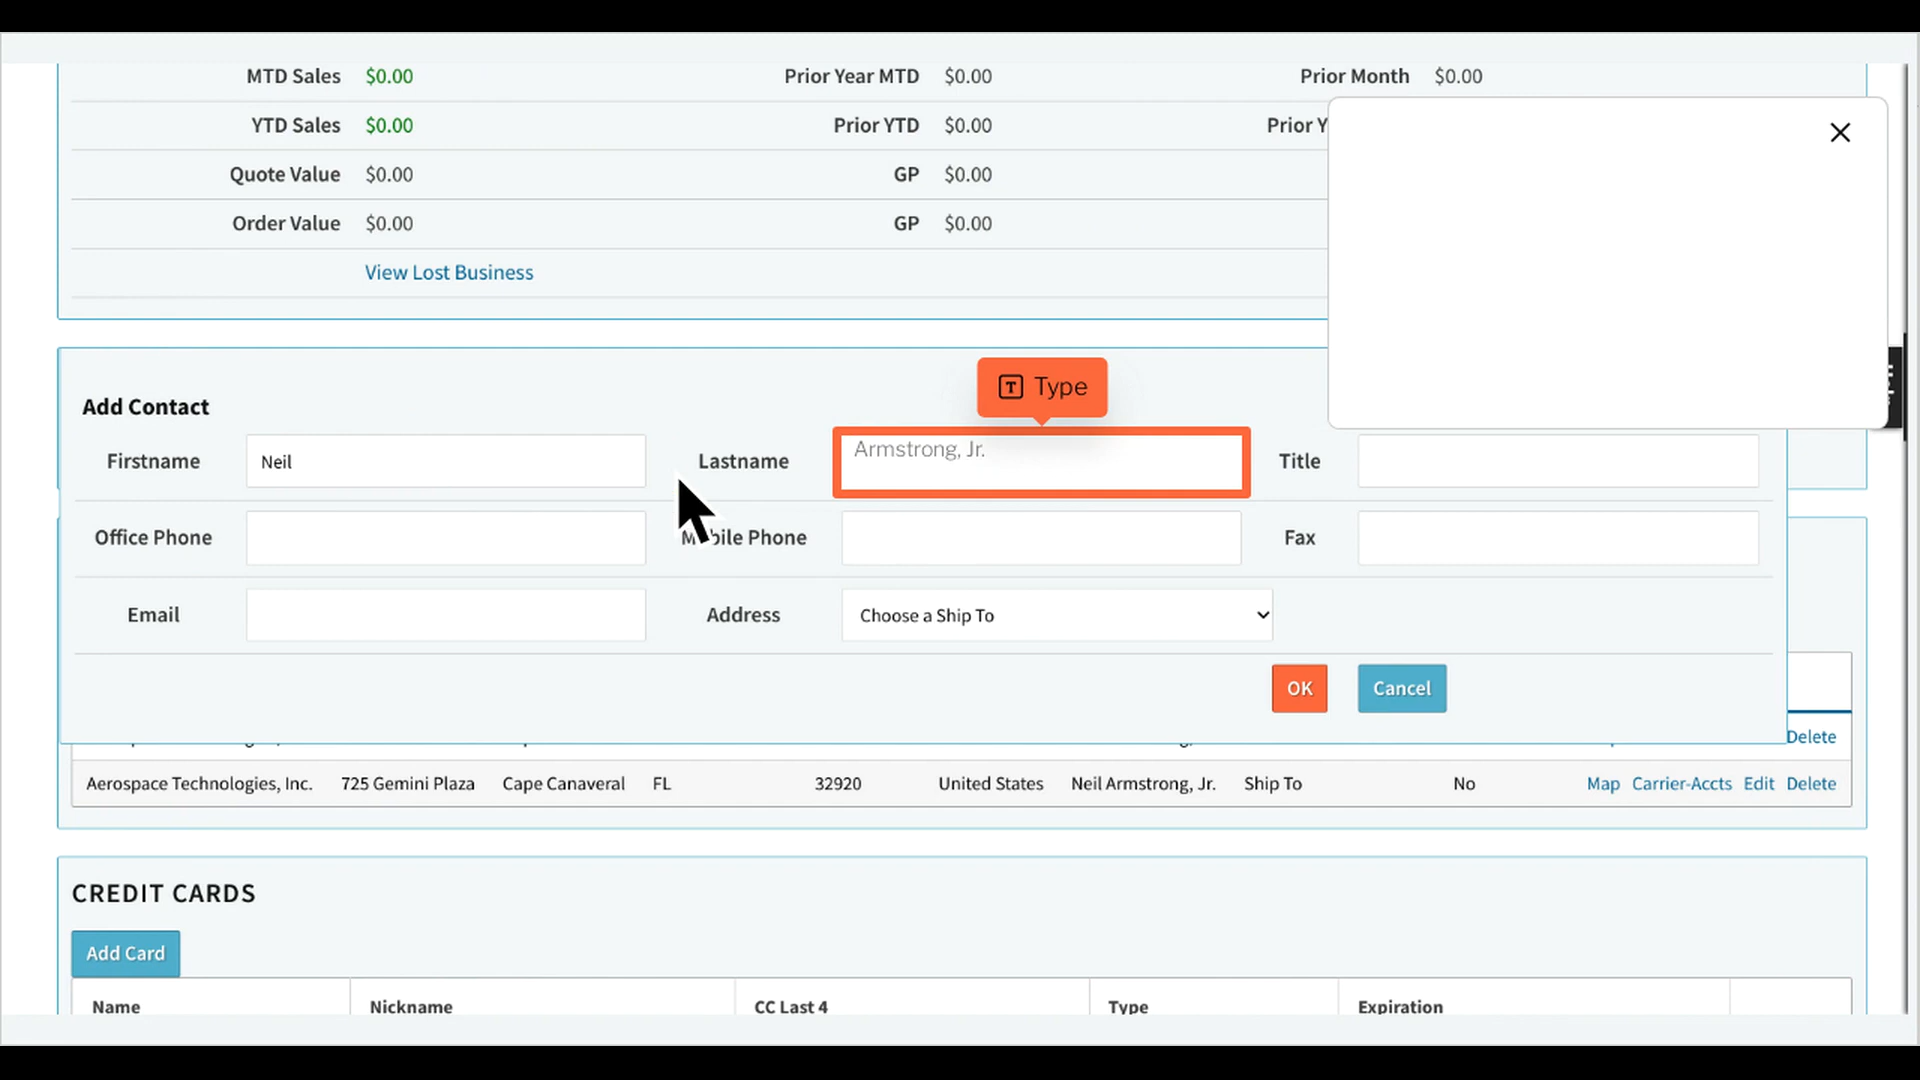 MTD Sales $0.00 Prior Year MTD $0.00 Prior Month $0.00
YTD Sales $0.00 Prior YTD $0.00 Prior Y
Quote Value $0.00 GP $0.00
Order Value $0.00 GP $0.00
View Lost Business
T Type
Add Contact
Firstname Neil Lastname Armstrong, Jr. Title
Office Phone Mobile Phone Fax
Email Address Choose a Ship To
OK Cancel
Delete
Aerospace Technologies, Inc. 725 Gemini Plaza Cape Canaveral FL 32920 United States Neil Armstrong, Jr. Ship To No Map Carrier-Accts Edit Delete
CREDIT CARDS
Add Card
Name Nickname CC Last 4 Type Expiration